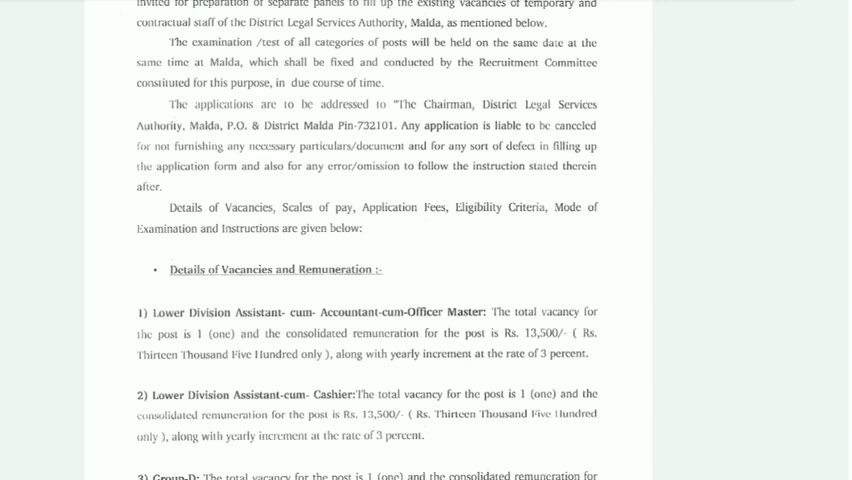 invited for preparation of separate panels to fill up the existing vacancies of temporary and
contractual staff of the District Legal Services Authority, Malda, as mentioned below.
The examination /test of all categories of posts will be held on the same date at the
same time at Malda, which shall be fixed and conducted by the Recruitment Committee
constituted for this purpose, in due course of time.
The applications are to be addressed to "The Chairman, District Legal Services
Authority, Malda, P.O. & District Malda Pin-732101. Any application is liable to be canceled
for not furnishing any necessary particulars/document and for any sort of defect in filling up
the application form and also for any error/omission to follow the instruction stated therein
after.
Details of Vacancies, Scales of pay, Application Fees, Eligibility Criteria, Mode of
Examination and Instructions are given below:
• Details of Vacancies and Remuneration :-
1) Lower Division Assistant- cum- Accountant-cum-Officer Master: The total vacancy for
the post is 1 (one) and the consolidated remuneration for the post is Rs. 13,500/- ( Rs.
Thirteen Thousand Five Hundred only ), along with yearly increment at the rate of 3 percent.
2) Lower Division Assistant-cum- Cashier:The total vacancy for the post is 1 (one) and the
consolidated remuneration for the post is Rs. 13,500/- ( Rs. Thirteen Thousand Five Hundred
only ), along with yearly increment at the rate of 3 percent.
3) Group-D: The total vacancy for the post is 1 (one) and the consolidated remuneration for